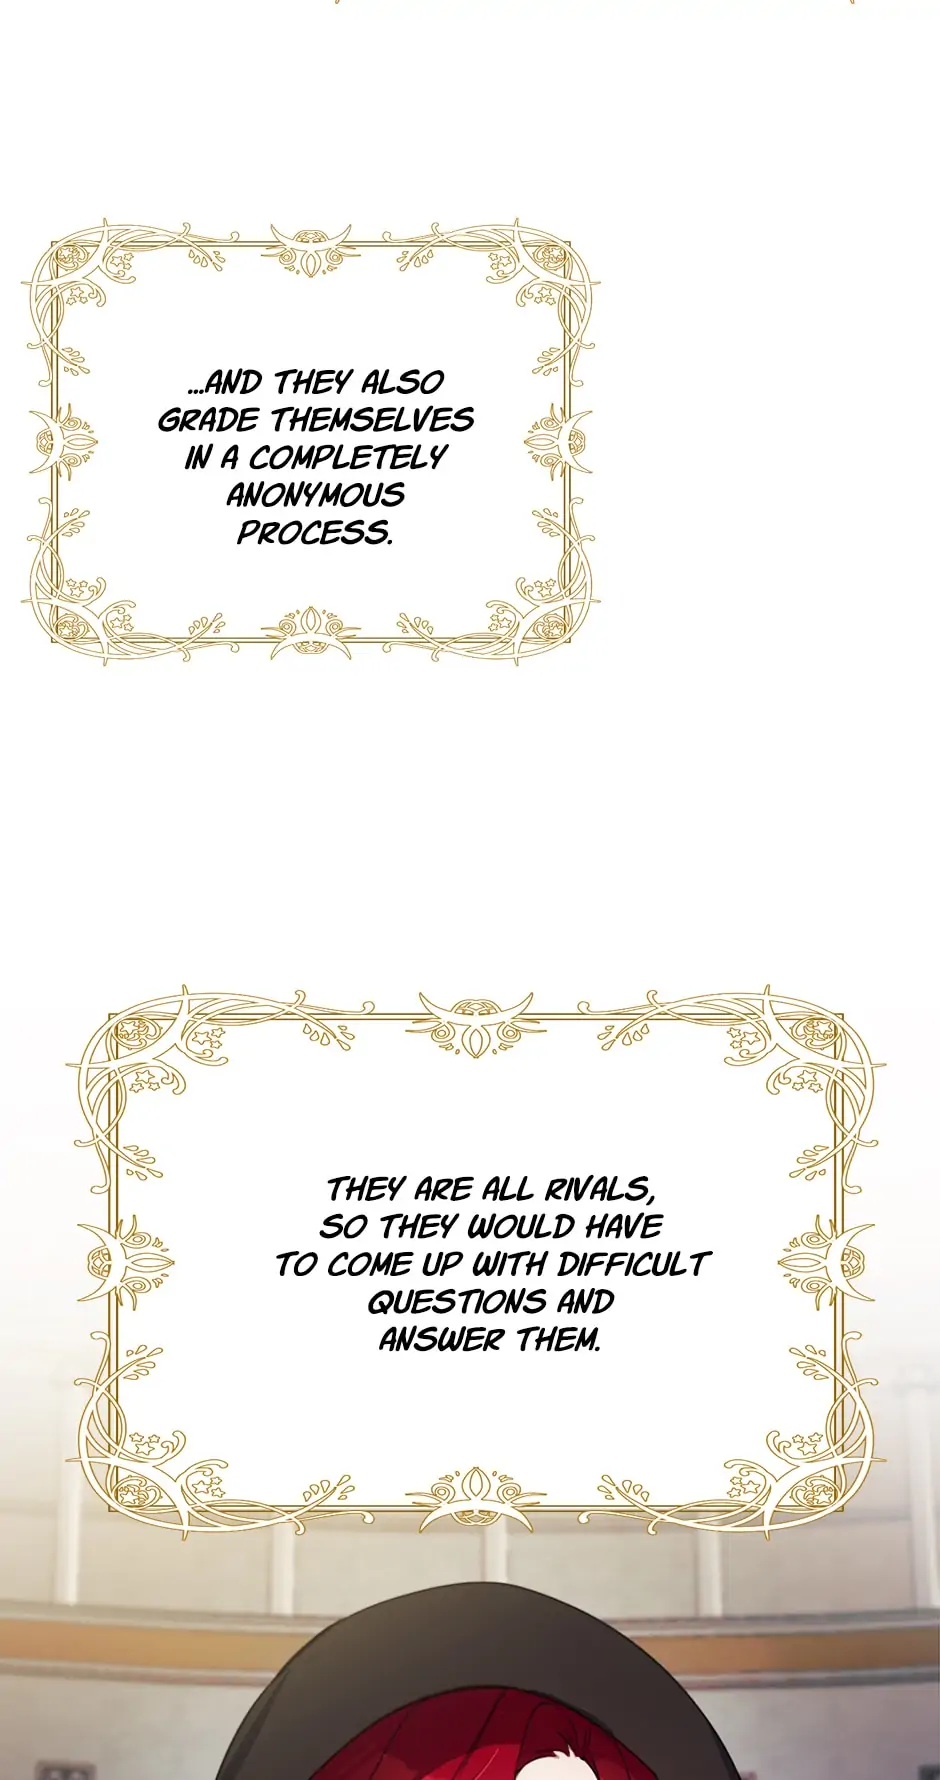 ...AND THEY ALSO
GRADE THEMSELVES
IN A COMPLETELY
ANONYMOUS
PROCESS.
THEY ARE ALL RIVALS,
SO THEY WOULD HAVE
TO COME UP WITH DIFFICULT
QUESTIONS AND
ANSWER THEM.